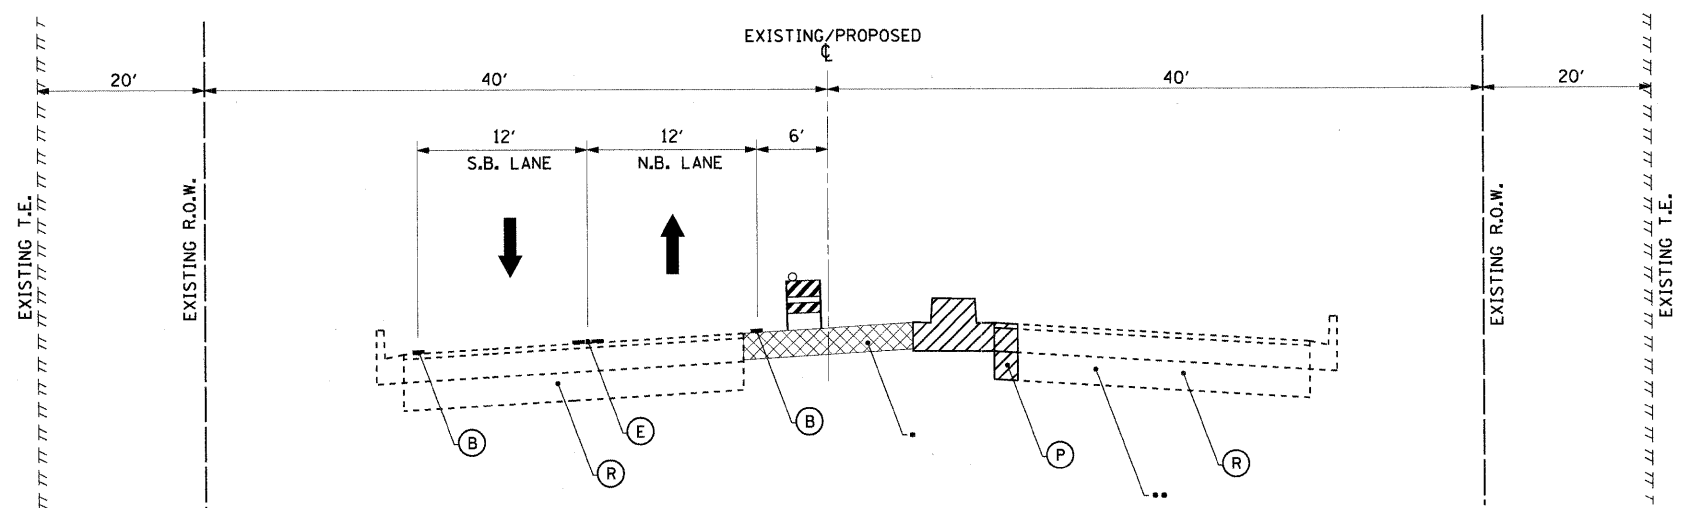 EXISTING/PROPOSED
℄
20'
40'
40'
20'
12'
12'
6'
S.B. LANE
N.B. LANE
EXISTING T.E.
EXISTING R.O.W.
EXISTING R.O.W.
EXISTING T.E.
B
R
E
B
P
R